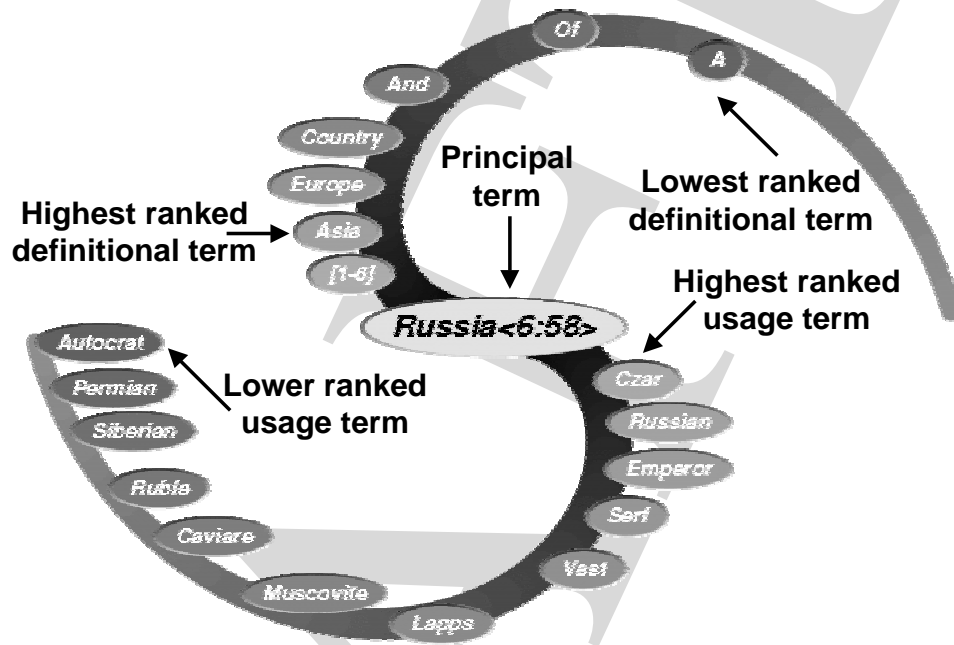 Of
A
And
Country
Europe
Asia
[1-6]
Highest ranked
definitional term
Principal
term
Lowest ranked
definitional term
Russia<6:58>
Highest ranked
usage term
Autocrat
Permian
Siberian
Ruble
Caviare
Muscovite
Lapps
Lower ranked
usage term
Czar
Russian
Emperor
Serf
Vast